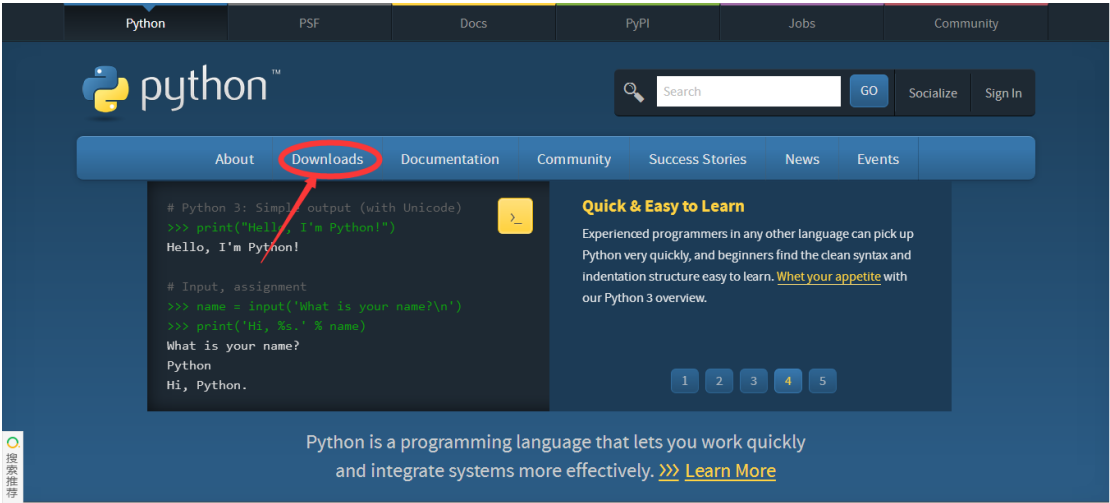 Python PSF Docs PyPI Jobs Community
python™
Search GO Socialize Sign In
About Downloads Documentation Community Success Stories News Events
# Python 3: Simple output (with Unicode)
>>> print("Hello, I'm Python!")
Hello, I'm Python!
# Input, assignment
>>> name = input('What is your name?\n')
>>> print('Hi, %s.' % name)
What is your name?
Python
Hi, Python.
>_
Quick & Easy to Learn
Experienced programmers in any other language can pick up
Python very quickly, and beginners find the clean syntax and
indentation structure easy to learn. Whet your appetite with
our Python 3 overview.
1 2 3 4 5
Python is a programming language that lets you work quickly
and integrate systems more effectively. >>> Learn More
搜索推荐